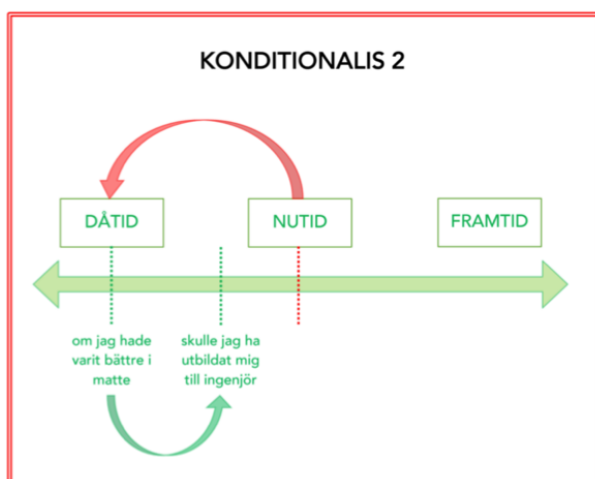 KONDITIONALIS 2
DÅTID
NUTID
FRAMTID
om jag hade
varit bättre i
matte
skulle jag ha
utbildat mig
till ingenjör